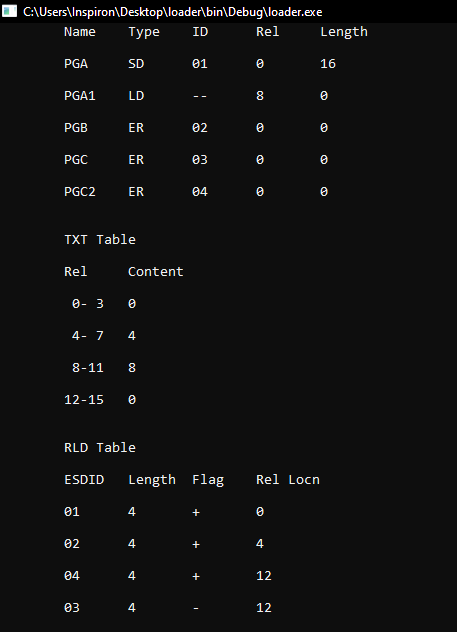 C:\Users\Inspiron\Desktop\loader\bin\Debug\loader.exe
Name Type ID Rel Length
PGA SD 01 0 16
PGA1 LD -- 8 0
PGB ER 02 0 0
PGC ER 03 0 0
PGC2 ER 04 0 0
TXT Table
Rel Content
0- 3 0
4- 7 4
8-11 8
12-15 0
RLD Table
ESDID Length Flag Rel Locn
01 4 + 0
02 4 + 4
04 4 + 12
03 4 - 12